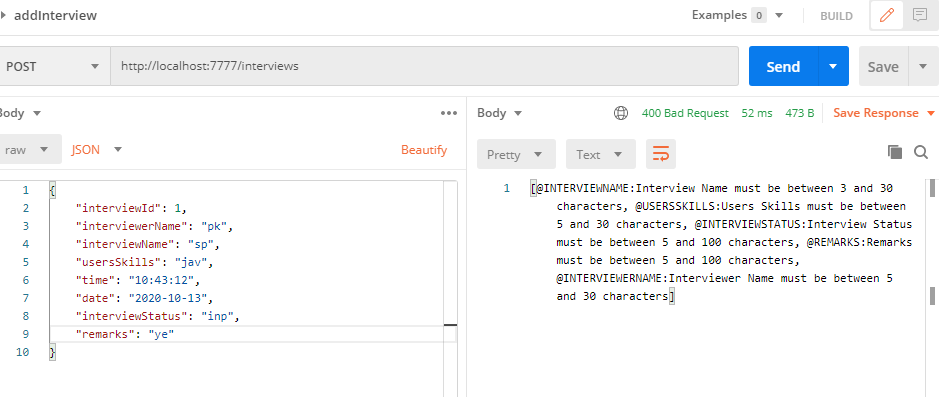 addInterview
Examples 0
BUILD
POST
http://localhost:7777/interviews
Send
Save
Body
Body
400 Bad Request
52 ms
473 B
Save Response
raw
JSON
Beautify
Pretty
Text
1 {
2 "interviewId": 1,
3 "interviewerName": "pk",
4 "interviewName": "sp",
5 "usersSkills": "jav",
6 "time": "10:43:12",
7 "date": "2020-10-13",
8 "interviewStatus": "inp",
9 "remarks": "ye"
10 }
1 [@INTERVIEWNAME:Interview Name must be between 3 and 30
characters, @USERSSKILLS:Users Skills must be between
5 and 30 characters, @INTERVIEWSTATUS:Interview Status
must be between 5 and 100 characters, @REMARKS:Remarks
must be between 5 and 100 characters,
@INTERVIEWERNAME:Interviewer Name must be between 5
and 30 characters]